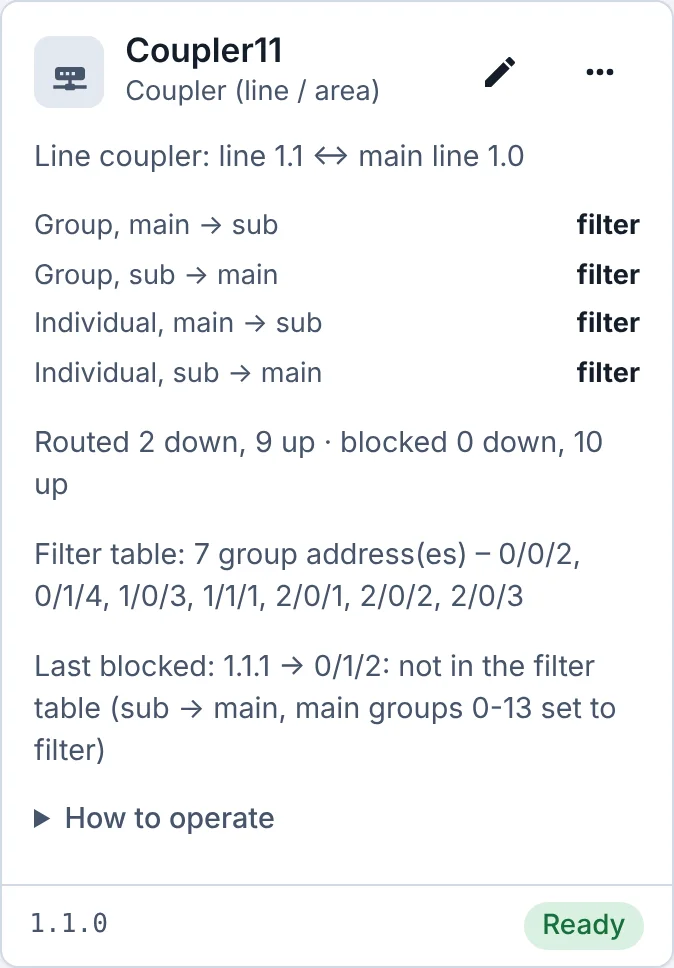 Coupler11
Coupler (line / area)
Line coupler: line 1.1 ↔ main line 1.0
Group, main → sub filter
Group, sub → main filter
Individual, main → sub filter
Individual, sub → main filter
Routed 2 down, 9 up · blocked 0 down, 10
up
Filter table: 7 group address(es) – 0/0/2,
0/1/4, 1/0/3, 1/1/1, 2/0/1, 2/0/2, 2/0/3
Last blocked: 1.1.1 → 0/1/2: not in the filter
table (sub → main, main groups 0-13 set to
filter)
How to operate
1.1.0 Ready